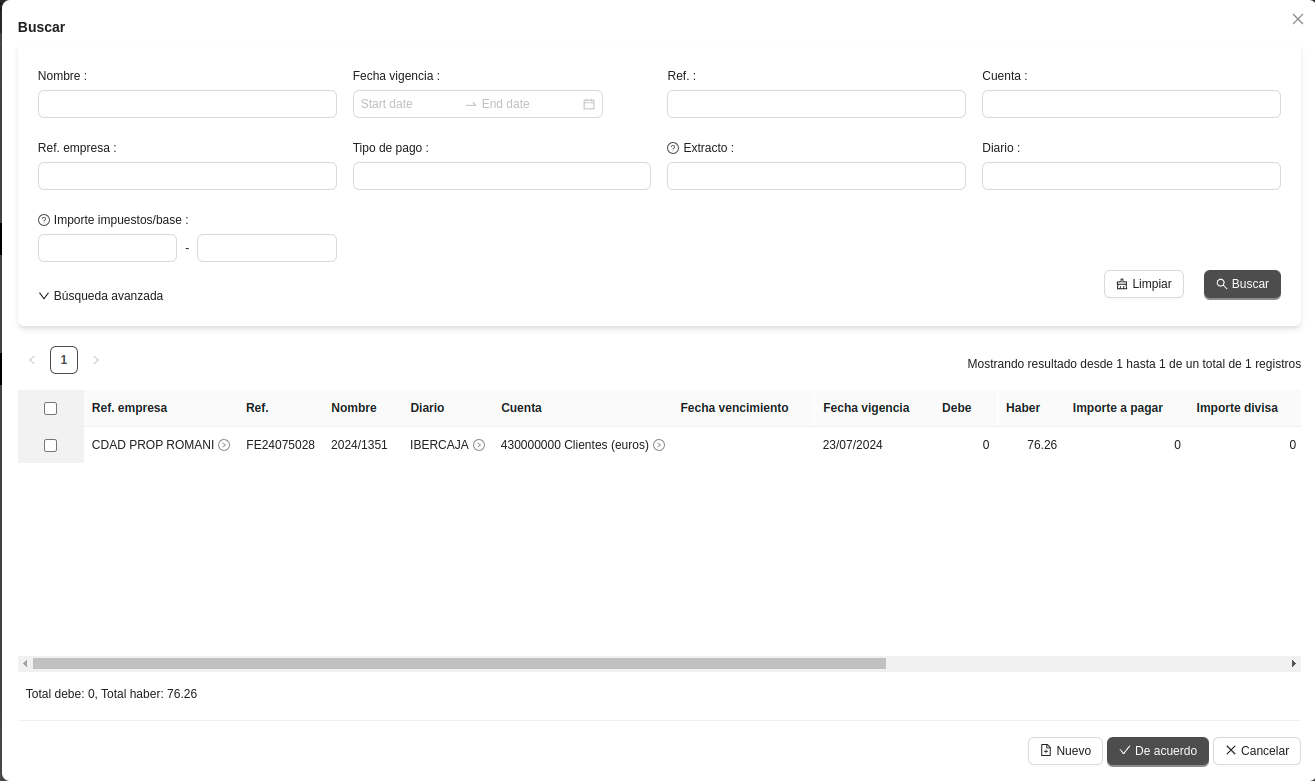 Buscar
Nombre :
Fecha vigencia :
Ref. :
Cuenta :
Start date
End date
Ref. empresa :
Tipo de pago :
Extracto :
Diario :
Importe impuestos/base :
-
Búsqueda avanzada
Limpiar
Buscar
1
Mostrando resultado desde 1 hasta 1 de un total de 1 registros
Ref. empresa Ref. Nombre Diario Cuenta Fecha vencimiento Fecha vigencia Debe Haber Importe a pagar Importe divisa
CDAD PROP ROMANI FE24075028 2024/1351 IBERCAJA 430000000 Clientes (euros) 23/07/2024 0 76.26 0 0
Total debe: 0, Total haber: 76.26
Nuevo
De acuerdo
Cancelar